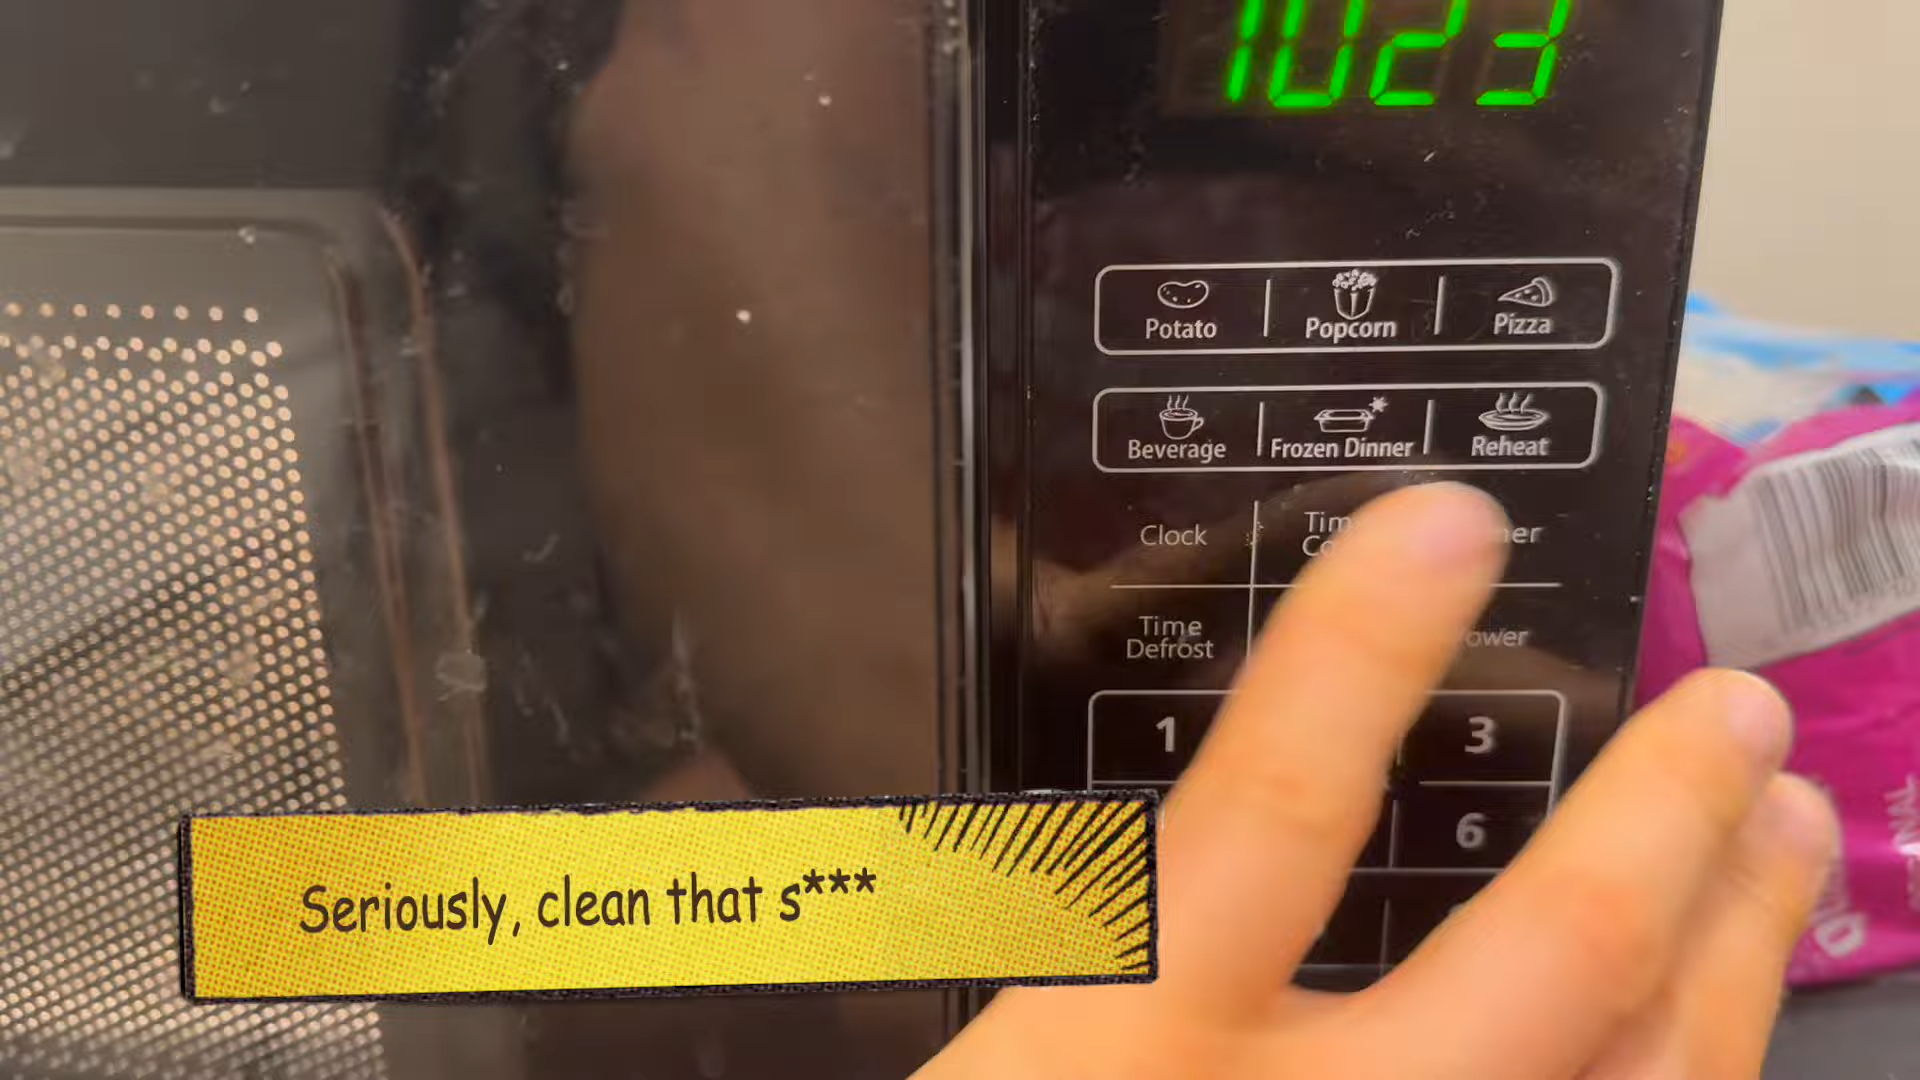 1023
Potato
Popcorn
Pizza
Beverage
Frozen Dinner
Reheat
Clock
Time
Defrost
1
3
6
Seriously, clean that s***